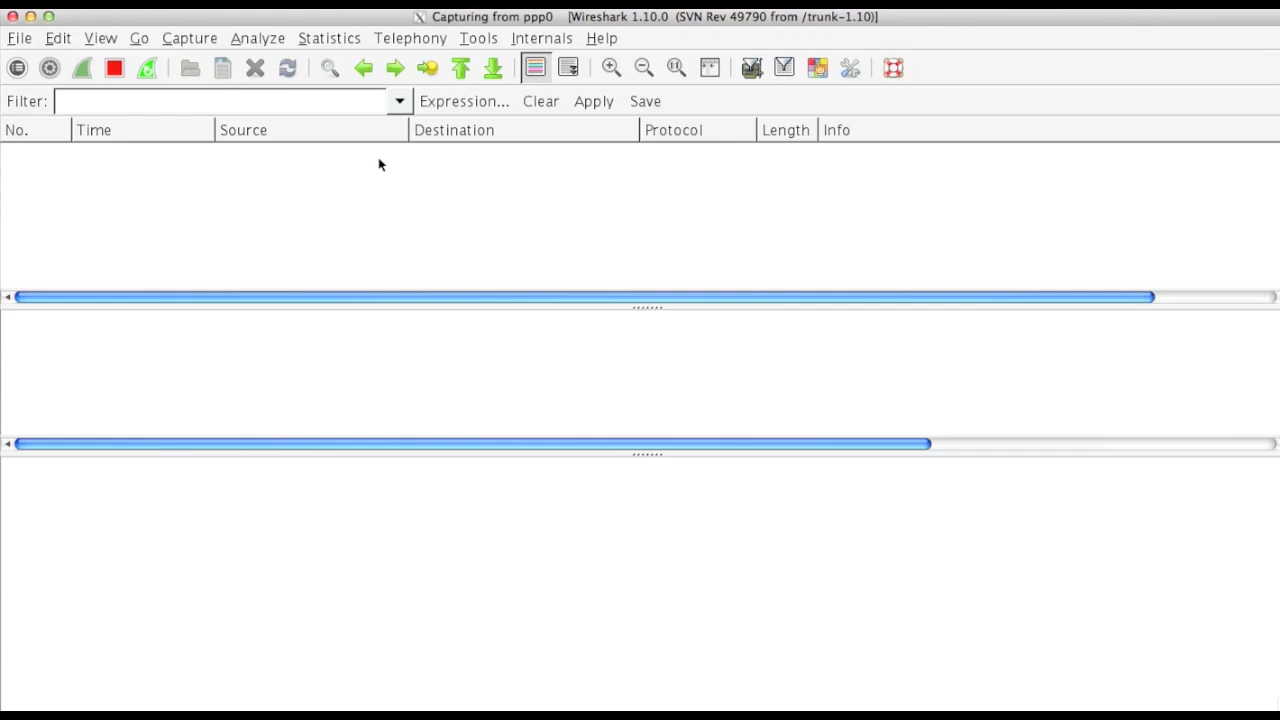 Capturing from ppp0 [Wireshark 1.10.0 (SVN Rev 49790 from /trunk-1.10)]
File Edit View Go Capture Analyze Statistics Telephony Tools Internals Help
Filter: Expression... Clear Apply Save
No. Time Source Destination Protocol Length Info